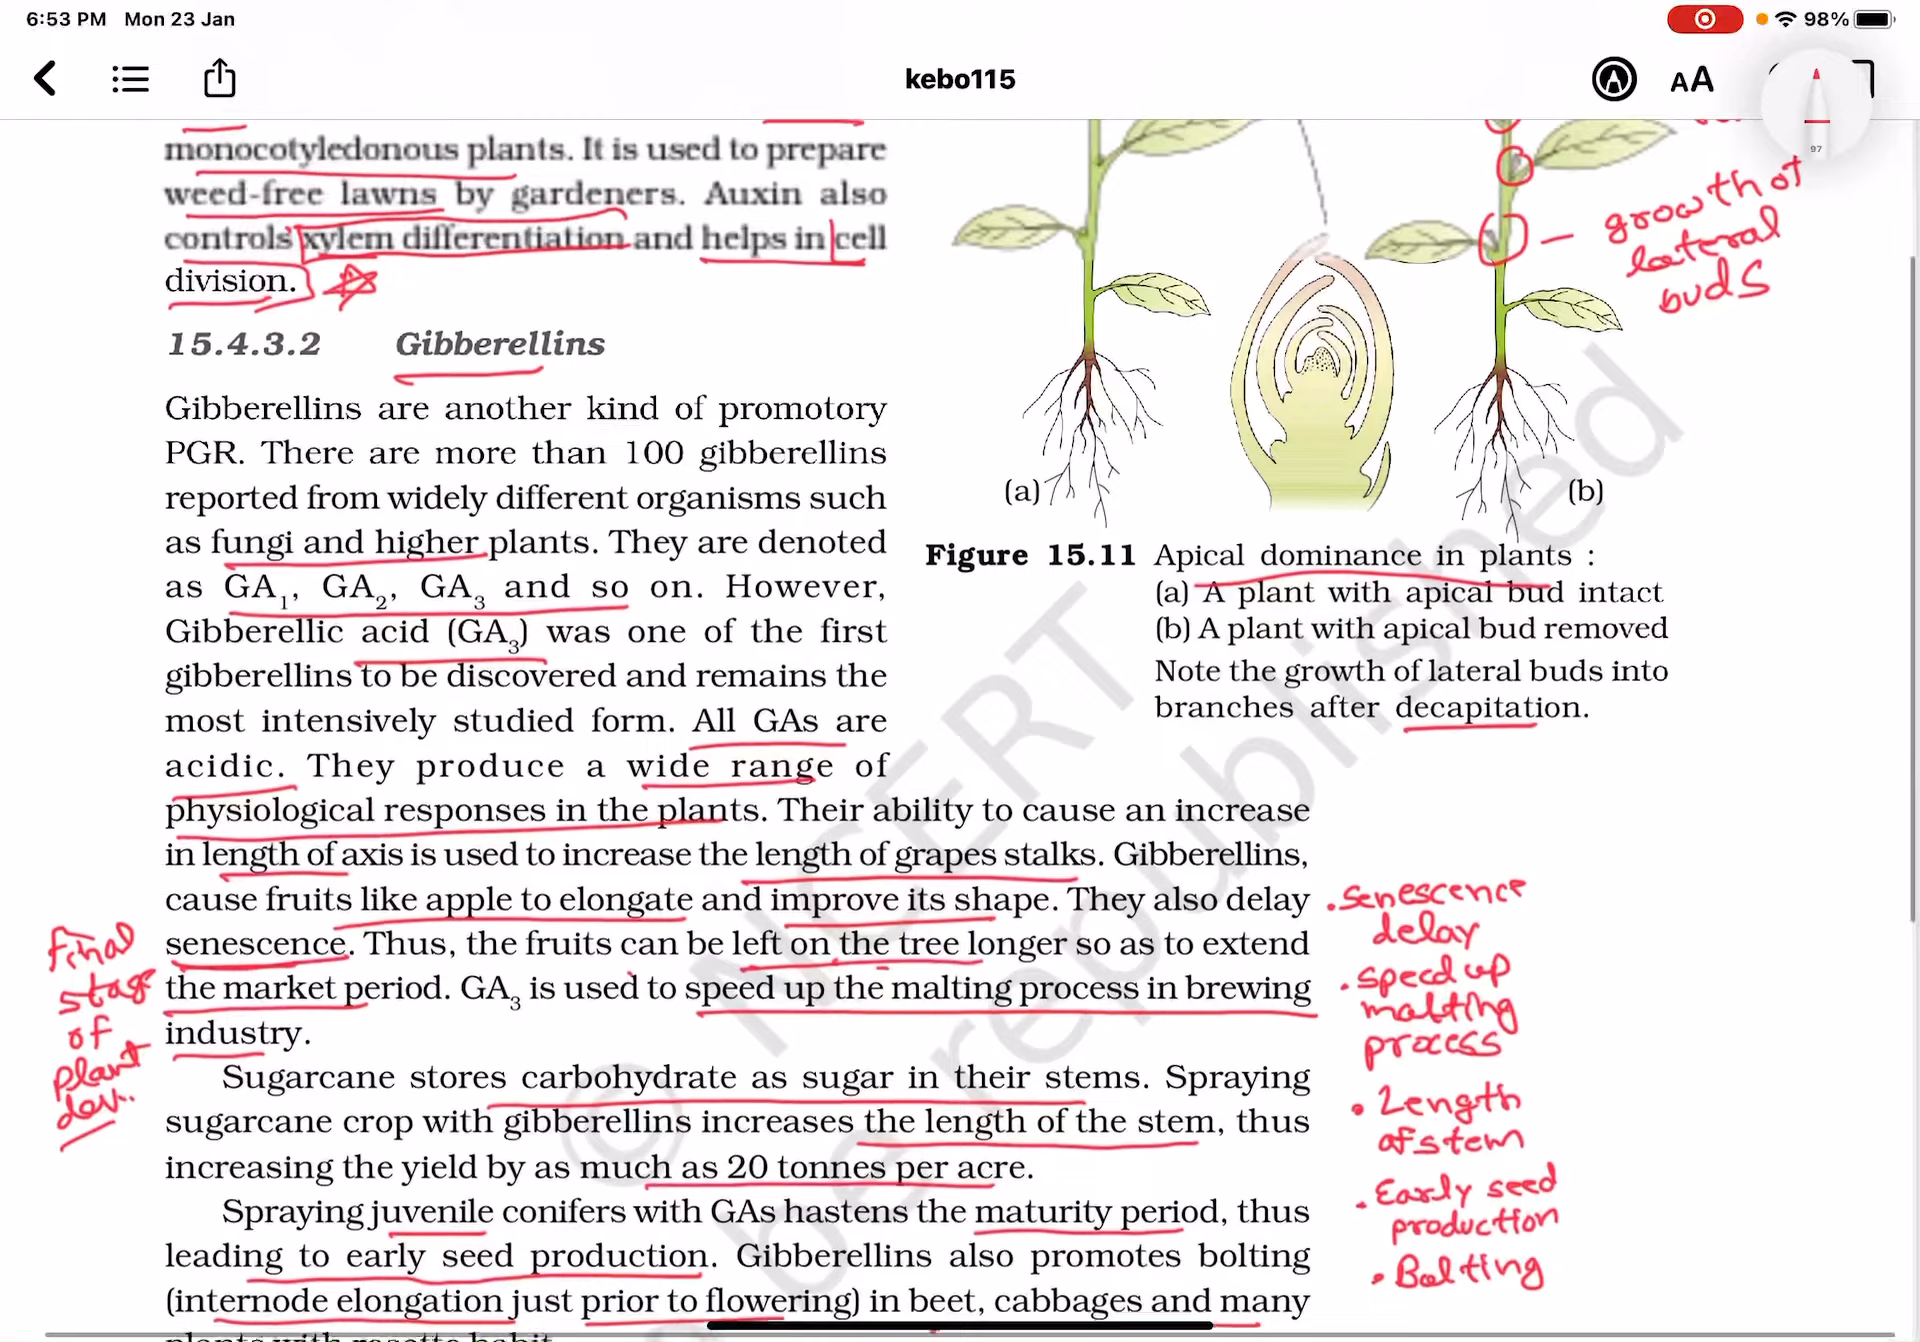 6:53 PM Mon 23 Jan
98%
kebo115
AA
97
monocotyledonous plants. It is used to prepare
weed-free lawns by gardeners. Auxin also
controls xylem differentiation and helps in cell
division.
growth of
lateral
buds
15.4.3.2 Gibberellins
Gibberellins are another kind of promotory
PGR. There are more than 100 gibberellins
reported from widely different organisms such
as fungi and higher plants. They are denoted
as GA₁, GA₂, GA₃ and so on. However,
Gibberellic acid (GA₃) was one of the first
gibberellins to be discovered and remains the
most intensively studied form. All GAs are
acidic. They produce a wide range of
physiological responses in the plants. Their ability to cause an increase
in length of axis is used to increase the length of grapes stalks. Gibberellins,
cause fruits like apple to elongate and improve its shape. They also delay
senescence. Thus, the fruits can be left on the tree longer so as to extend
the market period. GA₃ is used to speed up the malting process in brewing
industry.
Sugarcane stores carbohydrate as sugar in their stems. Spraying
sugarcane crop with gibberellins increases the length of the stem, thus
increasing the yield by as much as 20 tonnes per acre.
Spraying juvenile conifers with GAs hastens the maturity period, thus
leading to early seed production. Gibberellins also promotes bolting
(internode elongation just prior to flowering) in beet, cabbages and many
plants with rosette habit
(a)
(b)
Figure 15.11 Apical dominance in plants :
(a) A plant with apical bud intact
(b) A plant with apical bud removed
Note the growth of lateral buds into
branches after decapitation.
final
stage
of
plant
dev.
• senescence
delay
• speed up
malting
process
• Length
of stem
• Early seed
production
• Bolting
© NCERT
be republished